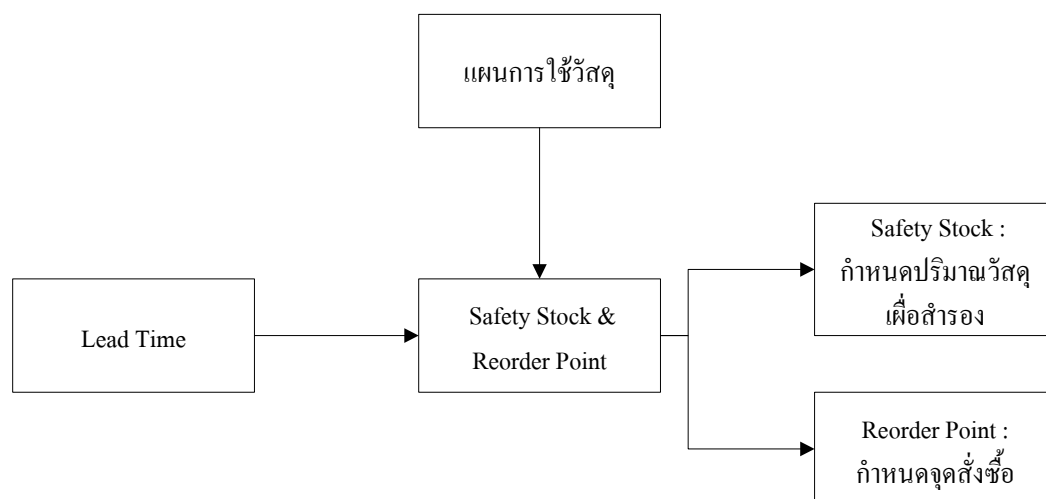 แผนการใช้วัสดุ
Lead Time
Safety Stock &
Reorder Point
Safety Stock :
กำหนดปริมาณวัสดุ
เผื่อสำรอง
Reorder Point :
กำหนดจุดสั่งซื้อ